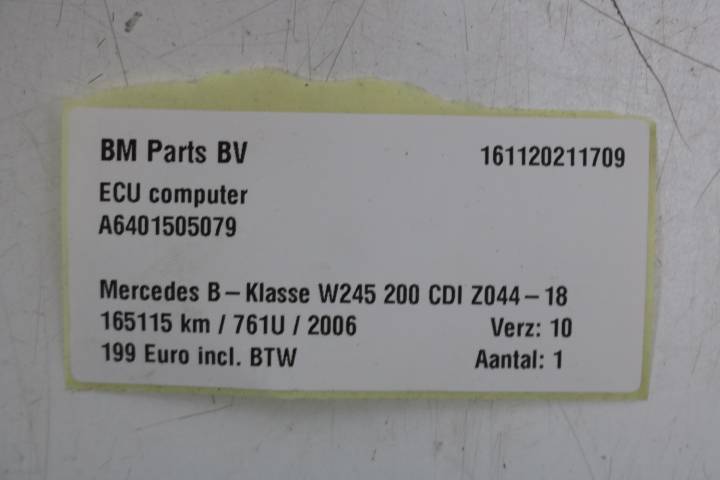 BM Parts BV 161120211709
ECU computer
A6401505079
Mercedes B-Klasse W245 200 CDI Z044-18
165115 km / 761U / 2006 Verz: 10
199 Euro incl. BTW Aantal: 1